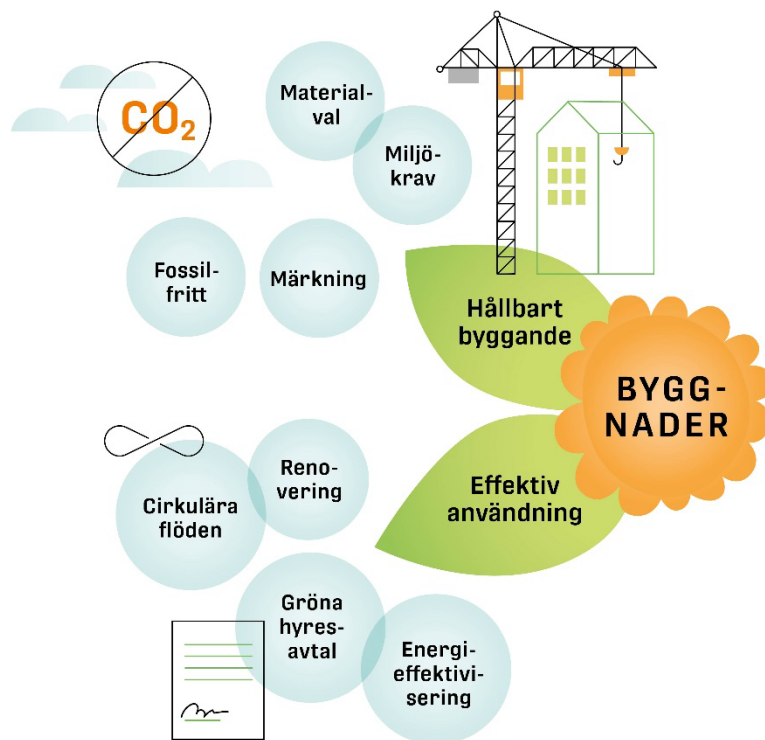 CO₂
Material-
val
Miljö-
krav
Fossil-
fritt
Märkning
Hållbart
byggande
BYGG-
NADER
Effektiv
användning
Reno-
vering
Cirkulära
flöden
Gröna
hyres-
avtal
Energi-
effektivi-
sering